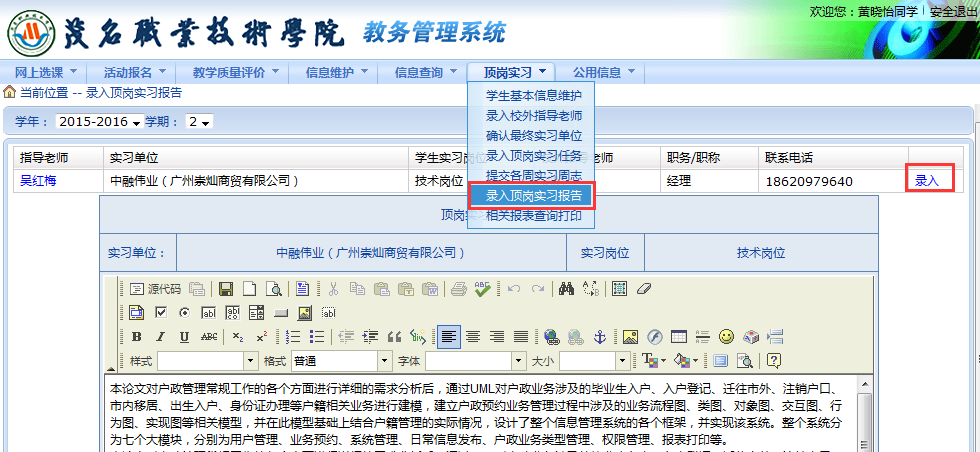 欢迎您：黄晓怡同学 安全退出
茂名職業技術學院 教务管理系统
网上选课 活动报名 教学质量评价 信息维护 信息查询 顶岗实习 公用信息
当前位置 -- 录入顶岗实习报告
学生基本信息维护
录入校外指导老师
确认最终实习单位
录入顶岗实习任务
提交各周实习周志
录入顶岗实习报告
相关报表查询打印
学年： 2015-2016 学期： 2
指导老师 实习单位 学生实习岗位 老师 职务/职称 联系电话
吴红梅 中融伟业（广州崇灿商贸有限公司） 技术岗位 经理 18620979640 录入
顶岗
实习单位： 中融伟业（广州崇灿商贸有限公司） 实习岗位 技术岗位
源代码
样式 格式 普通 字体 大小
本论文对户政管理常规工作的各个方面进行详细的需求分析后，通过UML对户政业务涉及的毕业生入户、入户登记、迁往市外、注销户口、
市内移居、出生入户、身份证办理等户籍相关业务进行建模，建立户政预约业务管理过程中涉及的业务流程图、类图、对象图、交互图、行
为图、实现图等相关模型，并在此模型基础上结合户籍管理的实际情况，设计了整个信息管理系统的各个框架，并实现该系统。整个系统分
为七个大模块，分别为用户管理、业务预约、系统管理、日常信息发布、户政业务类型管理、权限管理、报表打印等。